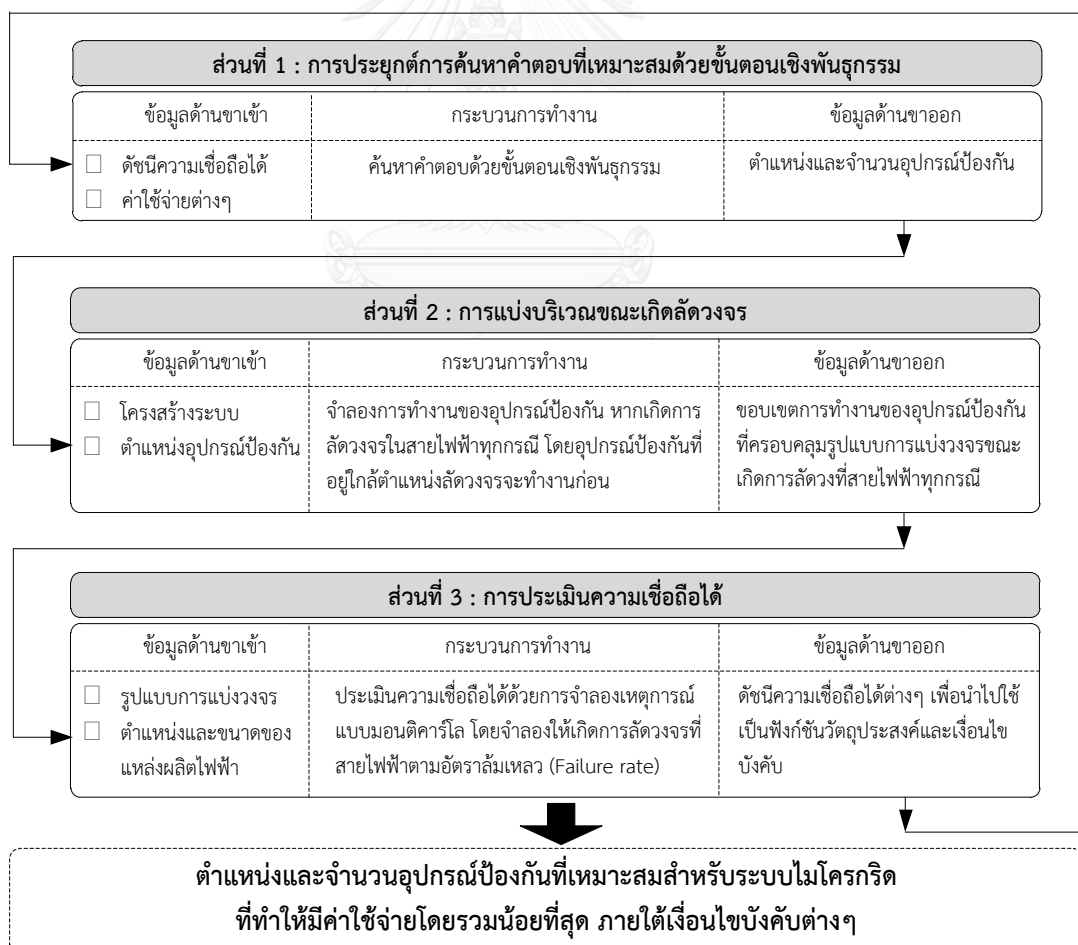 ส่วนที่ 1 : การประยุกต์การค้นหาคำตอบที่เหมาะสมด้วยขั้นตอนเชิงพันธุกรรม
ข้อมูลด้านขาเข้า
ดัชนีความเชื่อถือได้
ค่าใช้จ่ายต่างๆ
กระบวนการทำงาน
ค้นหาคำตอบด้วยขั้นตอนเชิงพันธุกรรม
ข้อมูลด้านขาออก
ตำแหน่งและจำนวนอุปกรณ์ป้องกัน
ส่วนที่ 2 : การแบ่งบริเวณขณะเกิดลัดวงจร
ข้อมูลด้านขาเข้า
โครงสร้างระบบ
ตำแหน่งอุปกรณ์ป้องกัน
กระบวนการทำงาน
จำลองการทำงานของอุปกรณ์ป้องกัน หากเกิดการ
ลัดวงจรในสายไฟฟ้าทุกกรณี โดยอุปกรณ์ป้องกันที่
อยู่ใกล้ตำแหน่งลัดวงจรจะทำงานก่อน
ข้อมูลด้านขาออก
ขอบเขตการทำงานของอุปกรณ์ป้องกัน
ที่ครอบคลุมรูปแบบการแบ่งวงจรขณะ
เกิดการลัดวงที่สายไฟฟ้าทุกกรณี
ส่วนที่ 3 : การประเมินความเชื่อถือได้
ข้อมูลด้านขาเข้า
รูปแบบการแบ่งวงจร
ตำแหน่งและขนาดของ
แหล่งผลิตไฟฟ้า
กระบวนการทำงาน
ประเมินความเชื่อถือได้ด้วยการจำลองเหตุการณ์
แบบมอนติคาร์โล โดยจำลองให้เกิดการลัดวงจรที่
สายไฟฟ้าตามอัตราล้มเหลว (Failure rate)
ข้อมูลด้านขาออก
ดัชนีความเชื่อถือได้ต่างๆ เพื่อนำไปใช้
เป็นฟังก์ชันวัตถุประสงค์และเงื่อนไข
บังคับ
ตำแหน่งและจำนวนอุปกรณ์ป้องกันที่เหมาะสมสำหรับระบบไมโครกริด
ที่ทำให้มีค่าใช้จ่ายโดยรวมน้อยที่สุด ภายใต้เงื่อนไขบังคับต่างๆ